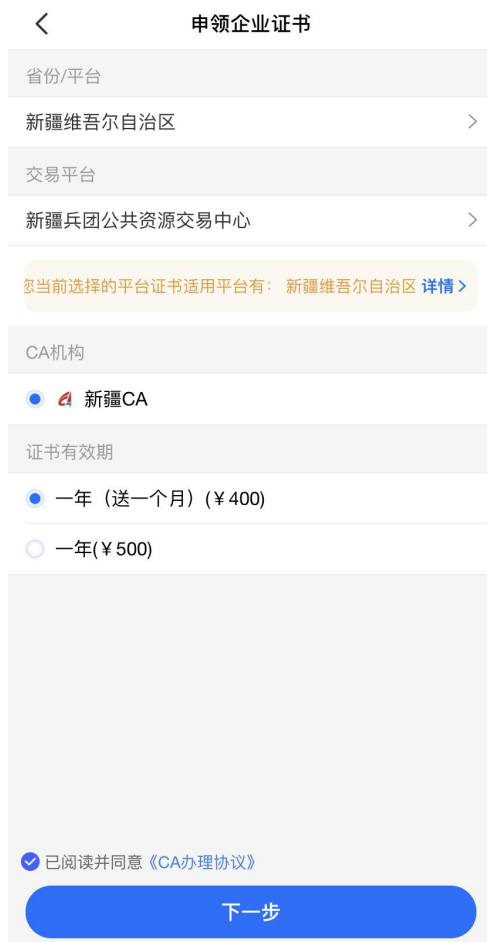 申领企业证书
省份/平台
新疆维吾尔自治区
交易平台
新疆兵团公共资源交易中心
您当前选择的平台证书适用平台有： 新疆维吾尔自治区 详情
CA机构
新疆CA
证书有效期
一年（送一个月）(￥400)
一年(￥500)
已阅读并同意《CA办理协议》
下一步